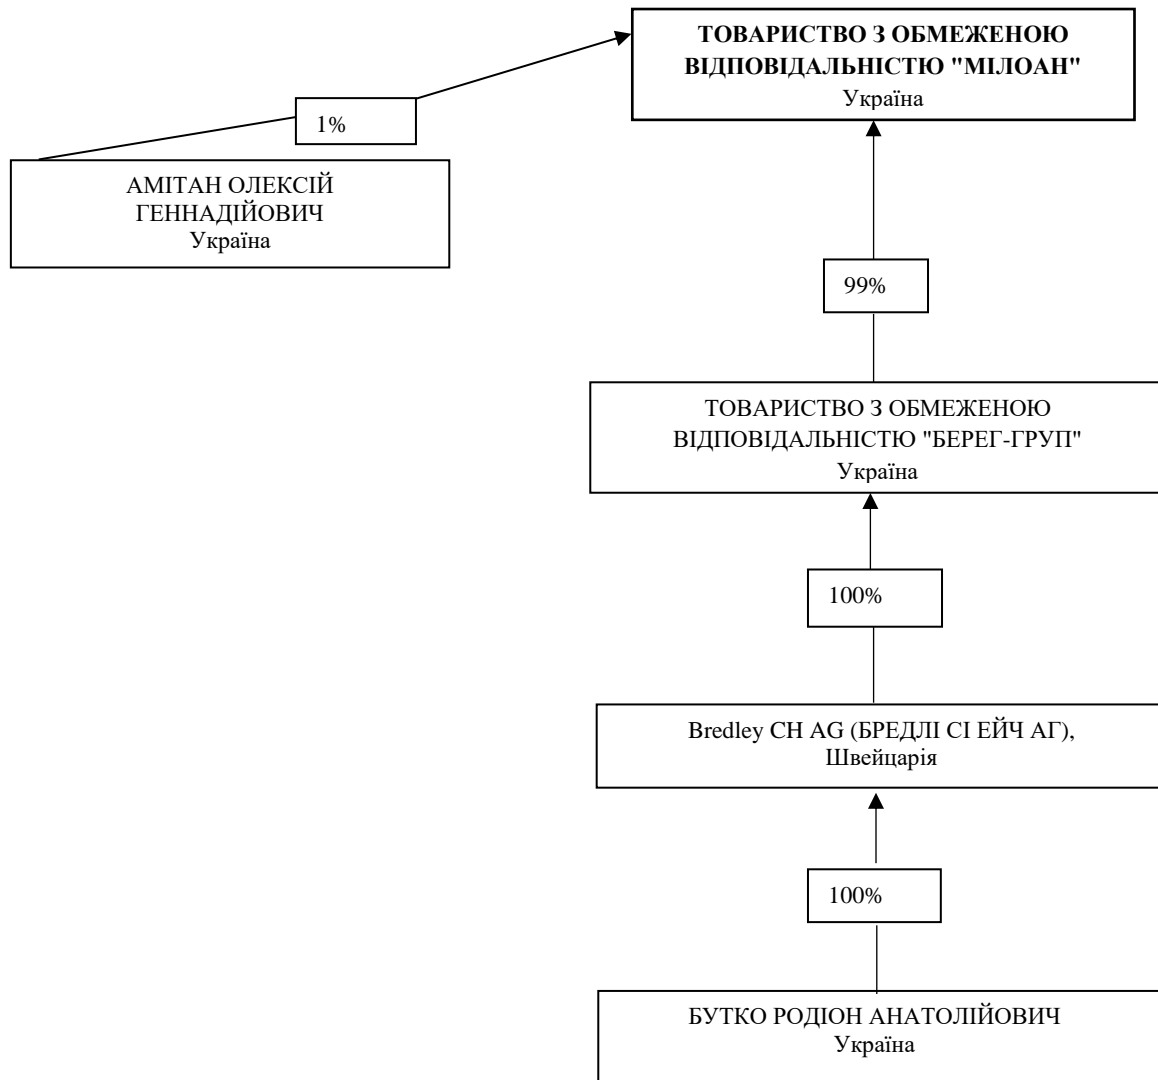 ТОВАРИСТВО З ОБМЕЖЕНОЮ
ВІДПОВІДАЛЬНІСТЮ "МІЛОАН"
Україна
1%
АМІТАН ОЛЕКСІЙ
ГЕННАДІЙОВИЧ
Україна
99%
ТОВАРИСТВО З ОБМЕЖЕНОЮ
ВІДПОВІДАЛЬНІСТЮ "БЕРЕГ-ГРУП"
Україна
100%
Bredley CH AG (БРЕДЛІ СІ ЕЙЧ АГ),
Швейцарія
100%
БУТКО РОДІОН АНАТОЛІЙОВИЧ
Україна